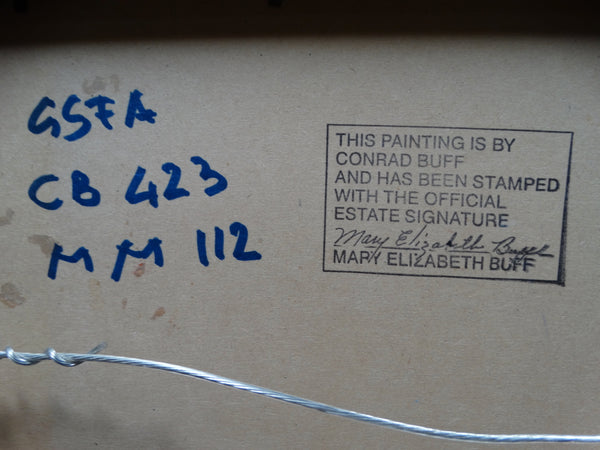 GSFA
CB 423
MM 112
THIS PAINTING IS BY
CONRAD BUFF
AND HAS BEEN STAMPED
WITH THE OFFICIAL
ESTATE SIGNATURE
Mary Elizabeth Buff
MARY ELIZABETH BUFF